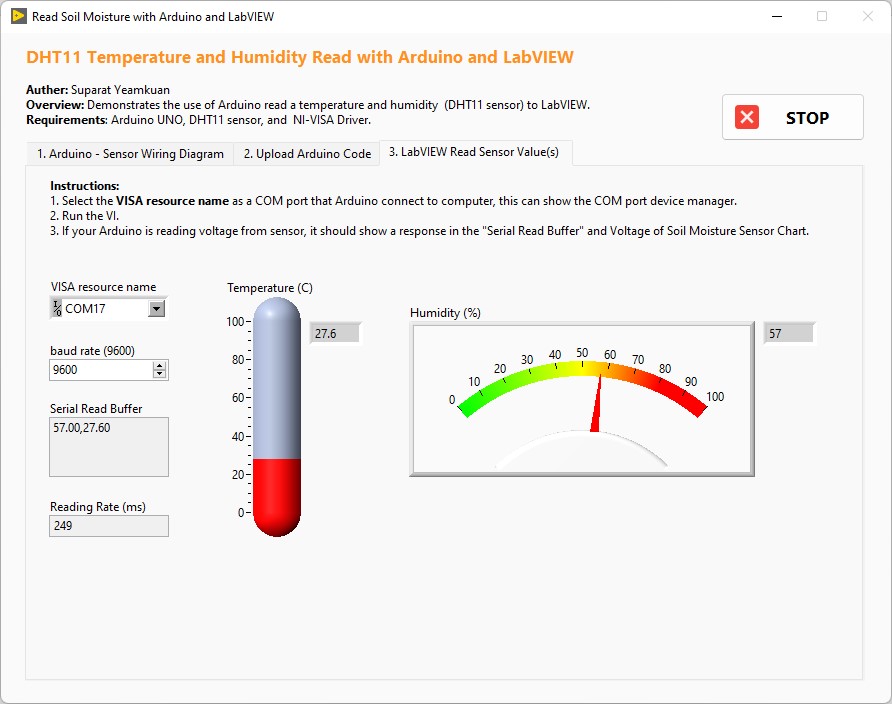 Read Soil Moisture with Arduino and LabVIEW
DHT11 Temperature and Humidity Read with Arduino and LabVIEW
Auther: Suparat Yeamkuan
Overview: Demonstrates the use of Arduino read a temperature and humidity (DHT11 sensor) to LabVIEW.
Requirements: Arduino UNO, DHT11 sensor, and NI-VISA Driver.
STOP
1. Arduino - Sensor Wiring Diagram
2. Upload Arduino Code
3. LabVIEW Read Sensor Value(s)
Instructions:
1. Select the VISA resource name as a COM port that Arduino connect to computer, this can show the COM port device manager.
2. Run the VI.
3. If your Arduino is reading voltage from sensor, it should show a response in the "Serial Read Buffer" and Voltage of Soil Moisture Sensor Chart.
VISA resource name
I/O COM17
baud rate (9600)
9600
Serial Read Buffer
57.00,27.60
Reading Rate (ms)
249
Temperature (C)
100
80
60
40
20
0
27.6
Humidity (%)
0
10
20
30
40
50
60
70
80
90
100
57